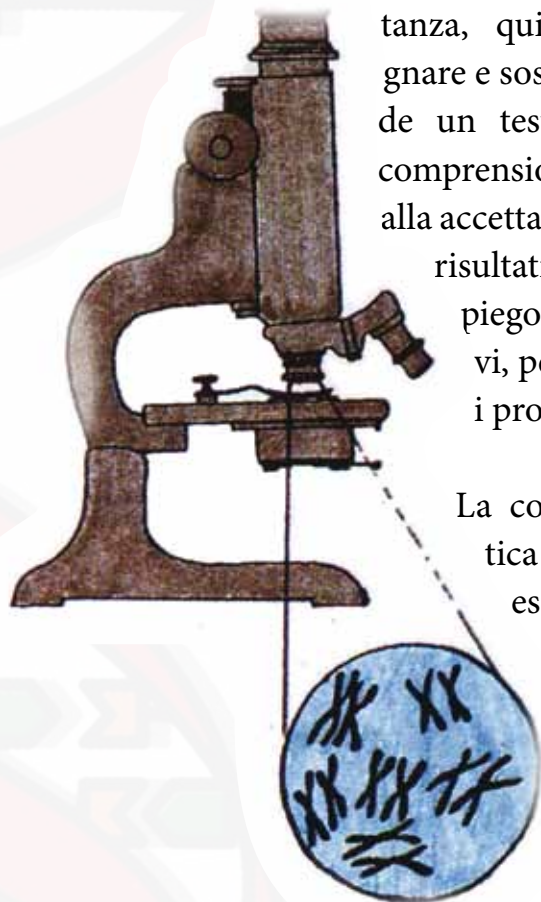 tanza, qui
gnare e sos
de un tes
comprensio
alla accetta
risultati
piego
vi, po
i pro
La co
tica
es